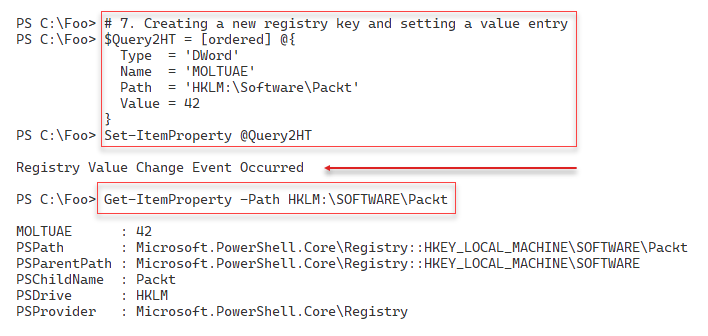 PS C:\Foo> # 7. Creating a new registry key and setting a value entry
PS C:\Foo> $Query2HT = [ordered] @{
  Type  = 'DWord'
  Name  = 'MOLTUAE'
  Path  = 'HKLM:\Software\Packt'
  Value = 42
}
PS C:\Foo> Set-ItemProperty @Query2HT
Registry Value Change Event Occurred
PS C:\Foo> Get-ItemProperty -Path HKLM:\SOFTWARE\Packt
MOLTUAE      : 42
PSPath       : Microsoft.PowerShell.Core\Registry::HKEY_LOCAL_MACHINE\SOFTWARE\Packt
PSParentPath : Microsoft.PowerShell.Core\Registry::HKEY_LOCAL_MACHINE\SOFTWARE
PSChildName  : Packt
PSDrive      : HKLM
PSProvider   : Microsoft.PowerShell.Core\Registry